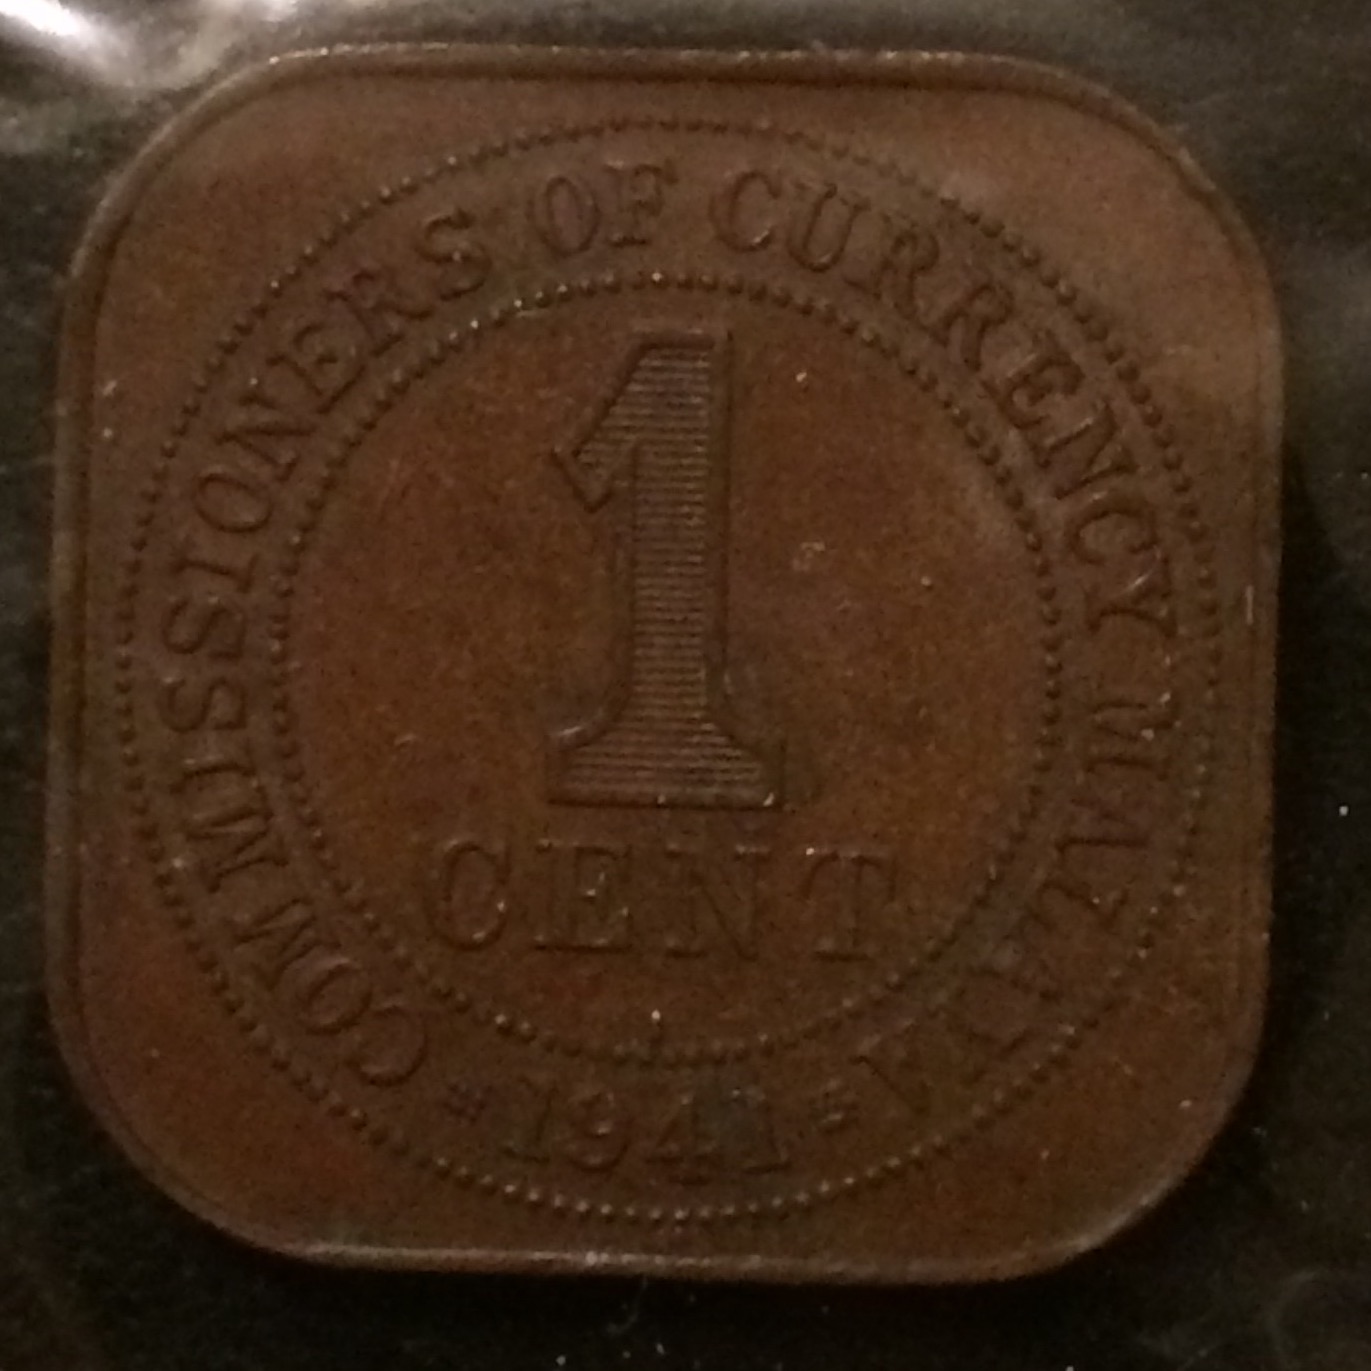 COMMISSIONERS OF CURRENCY MALAYA
1
CENT
1941